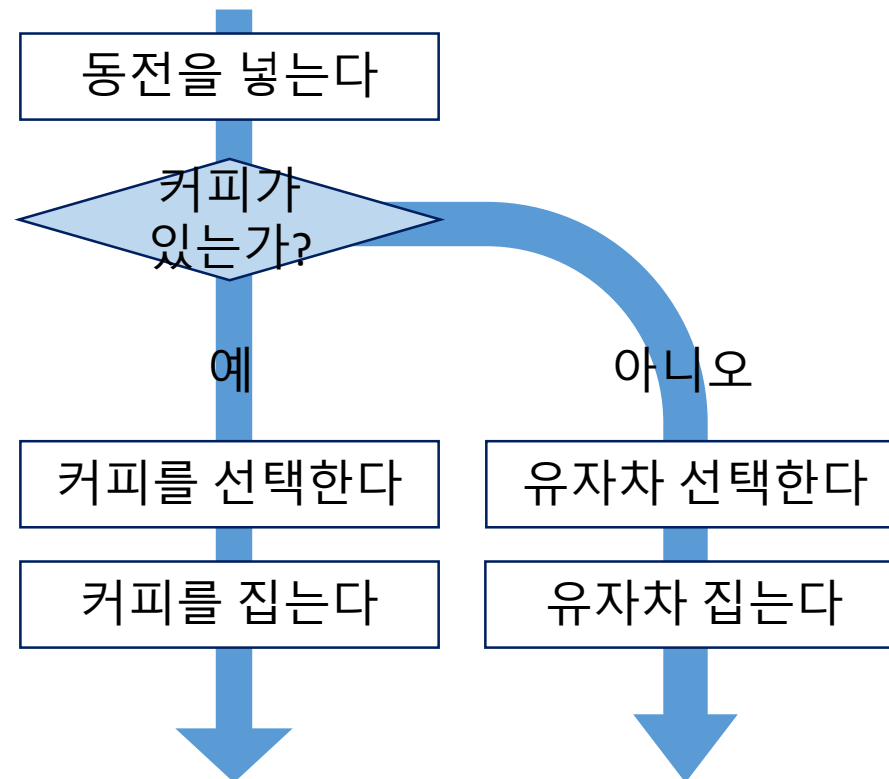 동전을 넣는다
커피가
있는가?
예
아니오
커피를 선택한다
유자차 선택한다
커피를 집는다
유자차 집는다